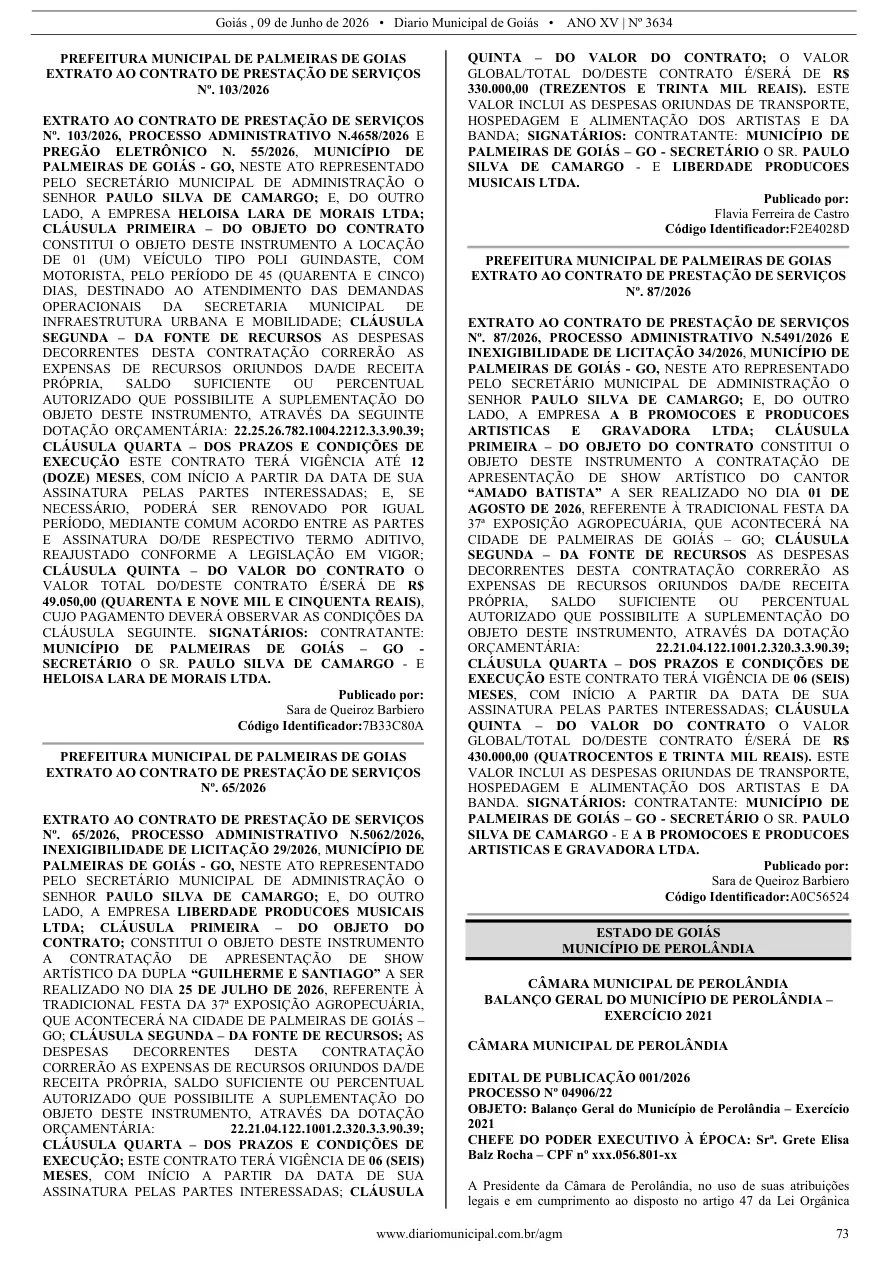 Goiás , 09 de Junho de 2026 • Diario Municipal de Goiás • ANO XV | Nº 3634
PREFEITURA MUNICIPAL DE PALMEIRAS DE GOIAS
EXTRATO AO CONTRATO DE PRESTAÇÃO DE SERVIÇOS
Nº. 103/2026
EXTRATO AO CONTRATO DE PRESTAÇÃO DE SERVIÇOS
Nº. 103/2026, PROCESSO ADMINISTRATIVO N.4658/2026 E
PREGÃO ELETRÔNICO N. 55/2026, MUNICÍPIO DE
PALMEIRAS DE GOIÁS - GO, NESTE ATO REPRESENTADO
PELO SECRETÁRIO MUNICIPAL DE ADMINISTRAÇÃO O
SENHOR PAULO SILVA DE CAMARGO; E, DO OUTRO
LADO, A EMPRESA HELOISA LARA DE MORAIS LTDA;
CLÁUSULA PRIMEIRA – DO OBJETO DO CONTRATO
CONSTITUI O OBJETO DESTE INSTRUMENTO A LOCAÇÃO
DE 01 (UM) VEÍCULO TIPO POLI GUINDASTE, COM
MOTORISTA, PELO PERÍODO DE 45 (QUARENTA E CINCO)
DIAS, DESTINADO AO ATENDIMENTO DAS DEMANDAS
OPERACIONAIS DA SECRETARIA MUNICIPAL DE
INFRAESTRUTURA URBANA E MOBILIDADE; CLÁUSULA
SEGUNDA – DA FONTE DE RECURSOS AS DESPESAS
DECORRENTES DESTA CONTRATAÇÃO CORRERÃO AS
EXPENSAS DE RECURSOS ORIUNDOS DA/DE RECEITA
PRÓPRIA, SALDO SUFICIENTE OU PERCENTUAL
AUTORIZADO QUE POSSIBILITE A SUPLEMENTAÇÃO DO
OBJETO DESTE INSTRUMENTO, ATRAVÉS DA SEGUINTE
DOTAÇÃO ORÇAMENTÁRIA: 22.25.26.782.1004.2212.3.3.90.39;
CLÁUSULA QUARTA – DOS PRAZOS E CONDIÇÕES DE
EXECUÇÃO ESTE CONTRATO TERÁ VIGÊNCIA ATÉ 12
(DOZE) MESES, COM INÍCIO A PARTIR DA DATA DE SUA
ASSINATURA PELAS PARTES INTERESSADAS; E, SE
NECESSÁRIO, PODERÁ SER RENOVADO POR IGUAL
PERÍODO, MEDIANTE COMUM ACORDO ENTRE AS PARTES
E ASSINATURA DO/DE RESPECTIVO TERMO ADITIVO,
REAJUSTADO CONFORME A LEGISLAÇÃO EM VIGOR;
CLÁUSULA QUINTA – DO VALOR DO CONTRATO O
VALOR TOTAL DO/DESTE CONTRATO É/SERÁ DE R$
49.050,00 (QUARENTA E NOVE MIL E CINQUENTA REAIS),
CUJO PAGAMENTO DEVERÁ OBSERVAR AS CONDIÇÕES DA
CLÁUSULA SEGUINTE. SIGNATÁRIOS: CONTRATANTE:
MUNICÍPIO DE PALMEIRAS DE GOIÁS – GO -
SECRETÁRIO O SR. PAULO SILVA DE CAMARGO - E
HELOISA LARA DE MORAIS LTDA.
Publicado por:
Sara de Queiroz Barbiero
Código Identificador:7B33C80A
PREFEITURA MUNICIPAL DE PALMEIRAS DE GOIAS
EXTRATO AO CONTRATO DE PRESTAÇÃO DE SERVIÇOS
Nº. 65/2026
EXTRATO AO CONTRATO DE PRESTAÇÃO DE SERVIÇOS
Nº. 65/2026, PROCESSO ADMINISTRATIVO N.5062/2026,
INEXIGIBILIDADE DE LICITAÇÃO 29/2026, MUNICÍPIO DE
PALMEIRAS DE GOIÁS - GO, NESTE ATO REPRESENTADO
PELO SECRETÁRIO MUNICIPAL DE ADMINISTRAÇÃO O
SENHOR PAULO SILVA DE CAMARGO; E, DO OUTRO
LADO, A EMPRESA LIBERDADE PRODUCOES MUSICAIS
LTDA; CLÁUSULA PRIMEIRA – DO OBJETO DO
CONTRATO; CONSTITUI O OBJETO DESTE INSTRUMENTO
A CONTRATAÇÃO DE APRESENTAÇÃO DE SHOW
ARTÍSTICO DA DUPLA “GUILHERME E SANTIAGO” A SER
REALIZADO NO DIA 25 DE JULHO DE 2026, REFERENTE À
TRADICIONAL FESTA DA 37ª EXPOSIÇÃO AGROPECUÁRIA,
QUE ACONTECERÁ NA CIDADE DE PALMEIRAS DE GOIÁS –
GO; CLÁUSULA SEGUNDA – DA FONTE DE RECURSOS; AS
DESPESAS DECORRENTES DESTA CONTRATAÇÃO
CORRERÃO AS EXPENSAS DE RECURSOS ORIUNDOS DA/DE
RECEITA PRÓPRIA, SALDO SUFICIENTE OU PERCENTUAL
AUTORIZADO QUE POSSIBILITE A SUPLEMENTAÇÃO DO
OBJETO DESTE INSTRUMENTO, ATRAVÉS DA DOTAÇÃO
ORÇAMENTÁRIA: 22.21.04.122.1001.2.320.3.3.90.39;
CLÁUSULA QUARTA – DOS PRAZOS E CONDIÇÕES DE
EXECUÇÃO; ESTE CONTRATO TERÁ VIGÊNCIA DE 06 (SEIS)
MESES, COM INÍCIO A PARTIR DA DATA DE SUA
ASSINATURA PELAS PARTES INTERESSADAS; CLÁUSULA
QUINTA – DO VALOR DO CONTRATO; O VALOR
GLOBAL/TOTAL DO/DESTE CONTRATO É/SERÁ DE R$
330.000,00 (TREZENTOS E TRINTA MIL REAIS). ESTE
VALOR INCLUI AS DESPESAS ORIUNDAS DE TRANSPORTE,
HOSPEDAGEM E ALIMENTAÇÃO DOS ARTISTAS E DA
BANDA; SIGNATÁRIOS: CONTRATANTE: MUNICÍPIO DE
PALMEIRAS DE GOIÁS – GO - SECRETÁRIO O SR. PAULO
SILVA DE CAMARGO - E LIBERDADE PRODUCOES
MUSICAIS LTDA.
Publicado por:
Flavia Ferreira de Castro
Código Identificador:F2E4028D
PREFEITURA MUNICIPAL DE PALMEIRAS DE GOIAS
EXTRATO AO CONTRATO DE PRESTAÇÃO DE SERVIÇOS
Nº. 87/2026
EXTRATO AO CONTRATO DE PRESTAÇÃO DE SERVIÇOS
Nº. 87/2026, PROCESSO ADMINISTRATIVO N.5491/2026 E
INEXIGIBILIDADE DE LICITAÇÃO 34/2026, MUNICÍPIO DE
PALMEIRAS DE GOIÁS - GO, NESTE ATO REPRESENTADO
PELO SECRETÁRIO MUNICIPAL DE ADMINISTRAÇÃO O
SENHOR PAULO SILVA DE CAMARGO; E, DO OUTRO
LADO, A EMPRESA A B PROMOCOES E PRODUCOES
ARTISTICAS E GRAVADORA LTDA; CLÁUSULA
PRIMEIRA – DO OBJETO DO CONTRATO CONSTITUI O
OBJETO DESTE INSTRUMENTO A CONTRATAÇÃO DE
APRESENTAÇÃO DE SHOW ARTÍSTICO DO CANTOR
“AMADO BATISTA” A SER REALIZADO NO DIA 01 DE
AGOSTO DE 2026, REFERENTE À TRADICIONAL FESTA DA
37ª EXPOSIÇÃO AGROPECUÁRIA, QUE ACONTECERÁ NA
CIDADE DE PALMEIRAS DE GOIÁS – GO; CLÁUSULA
SEGUNDA – DA FONTE DE RECURSOS AS DESPESAS
DECORRENTES DESTA CONTRATAÇÃO CORRERÃO AS
EXPENSAS DE RECURSOS ORIUNDOS DA/DE RECEITA
PRÓPRIA, SALDO SUFICIENTE OU PERCENTUAL
AUTORIZADO QUE POSSIBILITE A SUPLEMENTAÇÃO DO
OBJETO DESTE INSTRUMENTO, ATRAVÉS DA DOTAÇÃO
ORÇAMENTÁRIA: 22.21.04.122.1001.2.320.3.3.90.39;
CLÁUSULA QUARTA – DOS PRAZOS E CONDIÇÕES DE
EXECUÇÃO ESTE CONTRATO TERÁ VIGÊNCIA DE 06 (SEIS)
MESES, COM INÍCIO A PARTIR DA DATA DE SUA
ASSINATURA PELAS PARTES INTERESSADAS; CLÁUSULA
QUINTA – DO VALOR DO CONTRATO O VALOR
GLOBAL/TOTAL DO/DESTE CONTRATO É/SERÁ DE R$
430.000,00 (QUATROCENTOS E TRINTA MIL REAIS). ESTE
VALOR INCLUI AS DESPESAS ORIUNDAS DE TRANSPORTE,
HOSPEDAGEM E ALIMENTAÇÃO DOS ARTISTAS E DA
BANDA. SIGNATÁRIOS: CONTRATANTE: MUNICÍPIO DE
PALMEIRAS DE GOIÁS – GO - SECRETÁRIO O SR. PAULO
SILVA DE CAMARGO - E A B PROMOCOES E PRODUCOES
ARTISTICAS E GRAVADORA LTDA.
Publicado por:
Sara de Queiroz Barbiero
Código Identificador:A0C56524
ESTADO DE GOIÁS
MUNICÍPIO DE PEROLÂNDIA
CÂMARA MUNICIPAL DE PEROLÂNDIA
BALANÇO GERAL DO MUNICÍPIO DE PEROLÂNDIA –
EXERCÍCIO 2021
CÂMARA MUNICIPAL DE PEROLÂNDIA
EDITAL DE PUBLICAÇÃO 001/2026
PROCESSO Nº 04906/22
OBJETO: Balanço Geral do Município de Perolândia – Exercício
2021
CHEFE DO PODER EXECUTIVO À ÉPOCA: Srª. Grete Elisa
Balz Rocha – CPF nº xxx.056.801-xx
A Presidente da Câmara de Perolândia, no uso de suas atribuições
legais e em cumprimento ao disposto no artigo 47 da Lei Orgânica
www.diariomunicipal.com.br/agm 73